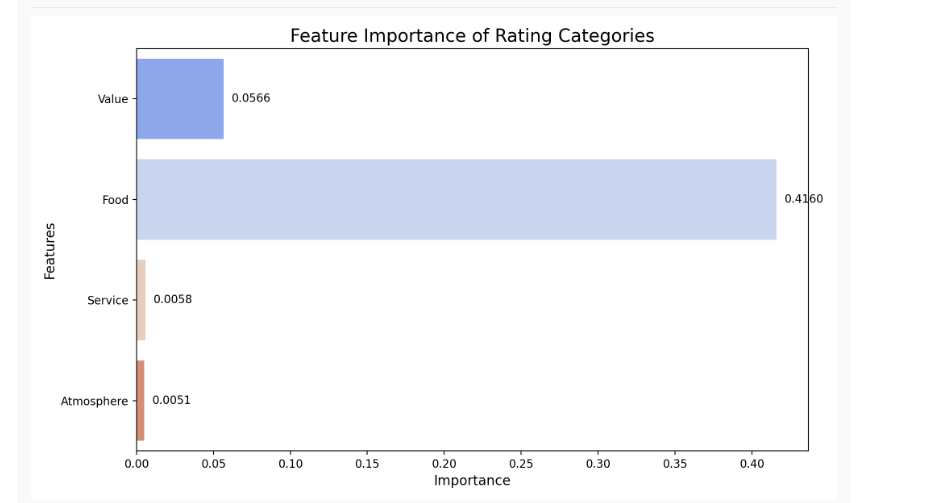 Feature Importance of Rating Categories
Value
0.0566
Food
0.4160
Features
Service
0.0058
Atmosphere
0.0051
0.00 0.05 0.10 0.15 0.20 0.25 0.30 0.35 0.40
Importance